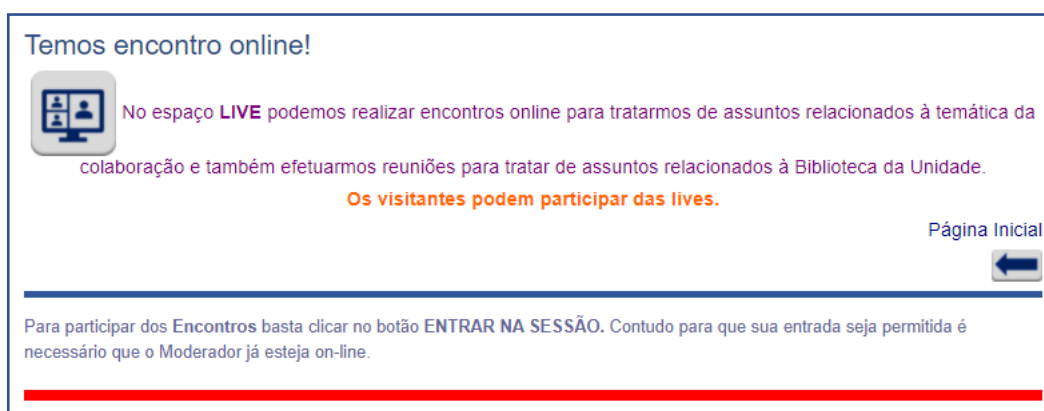 Temos encontro online!
No espaço LIVE podemos realizar encontros online para tratarmos de assuntos relacionados à temática da
colaboração e também efetuarmos reuniões para tratar de assuntos relacionados à Biblioteca da Unidade.
Os visitantes podem participar das lives.
Página Inicial
Para participar dos Encontros basta clicar no botão ENTRAR NA SESSÃO. Contudo para que sua entrada seja permitida é
necessário que o Moderador já esteja on-line.